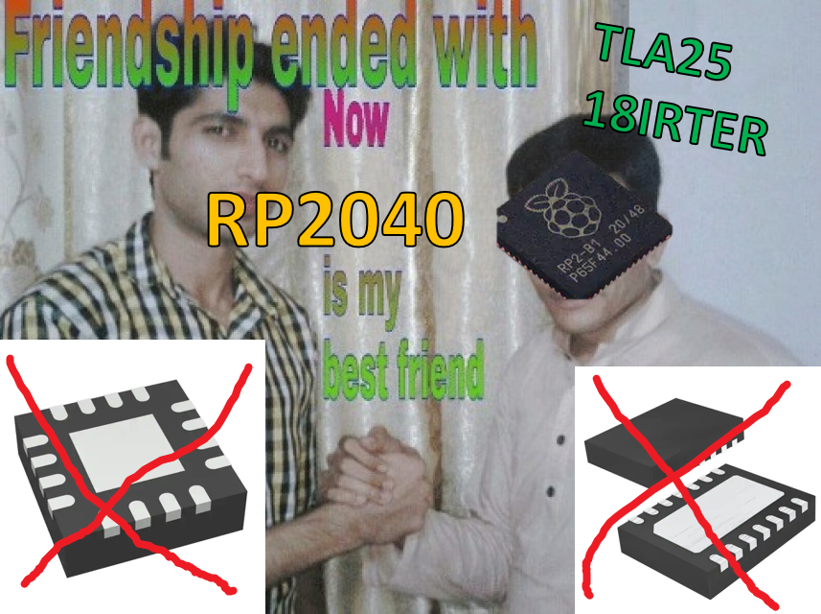 Friendship ended with
TLA25
18IRTER
Now
RP2040
RP2-B1 20/48
P65F44.00
is my
best friend